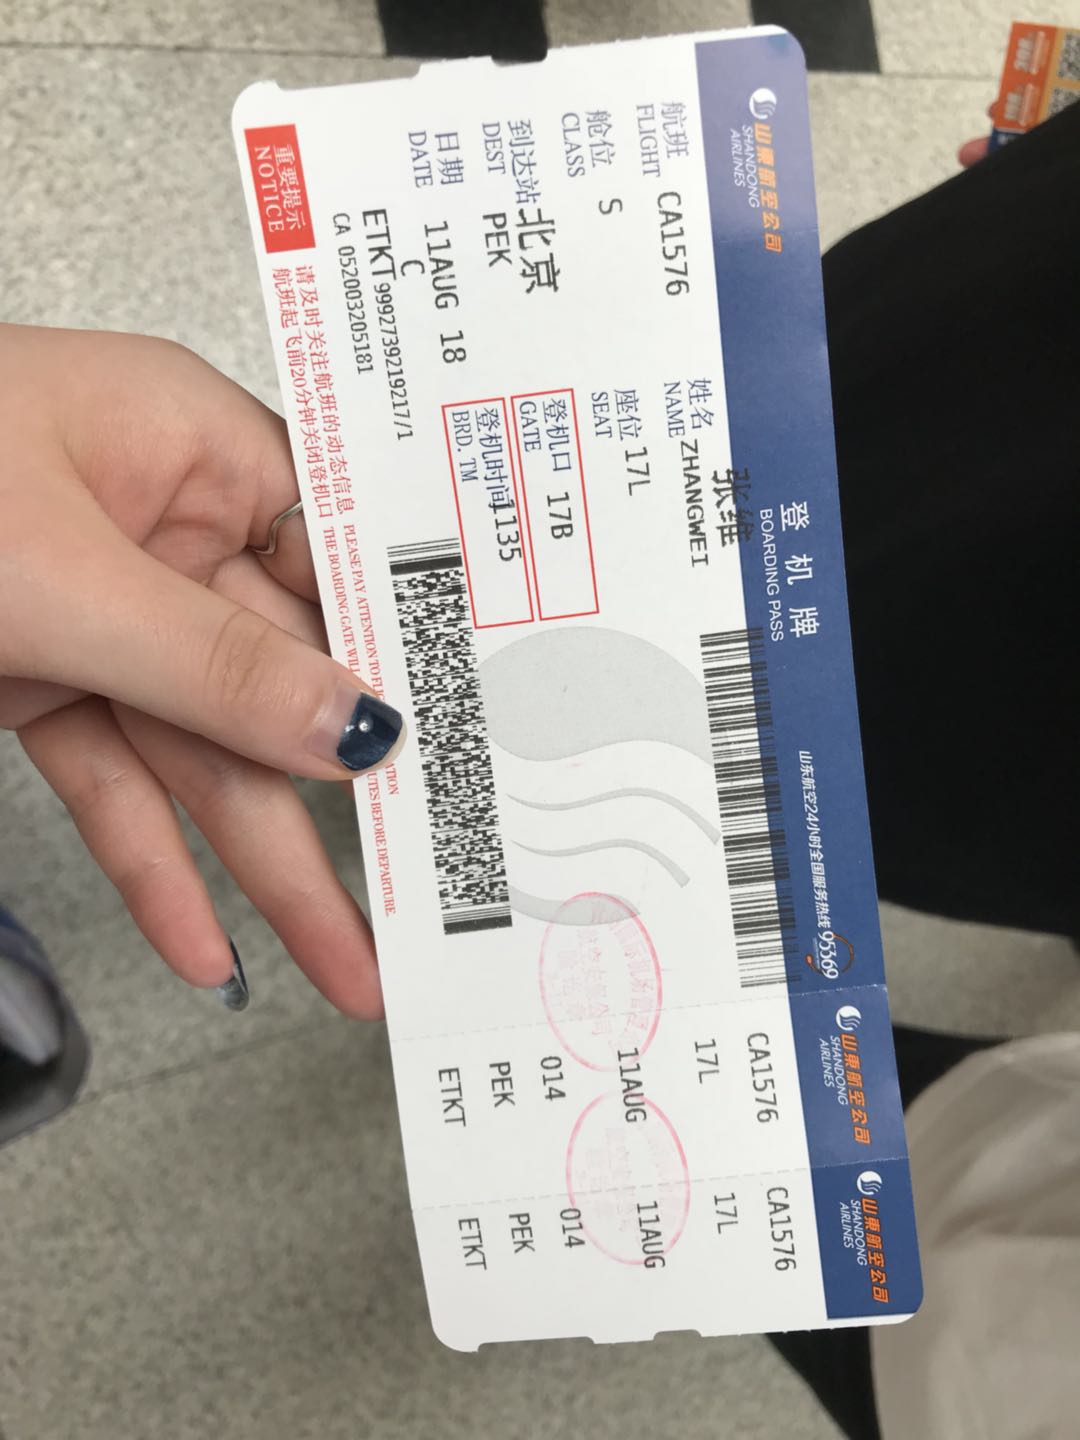 山東航空公司
SHANDONG
AIRLINES
登机牌
BOARDING PASS
山东航空24小时全国服务热线 95369
航班
FLIGHT
CA1576
姓名
NAME
张维
ZHANGWEI
舱位
CLASS
S
座位
SEAT
17L
到达站
DEST
北京
PEK
登机口
GATE
17B
日期
DATE
11AUG 18
C
登机时间
BRD. TM
1135
ETKT 9992739219217/1
CA 052003205181
重要提示
NOTICE
请及时关注航班的动态信息 PLEASE PAY ATTENTION TO
航班起飞前20分钟关闭登机口 THE BOARDING GATE WILL
BEFORE DEPARTURE.
山東航空公司
SHANDONG
AIRLINES
CA1576
17L
11AUG
014
PEK
ETKT
山東航空公司
SHANDONG
AIRLINES
CA1576
17L
11AUG
014
PEK
ETKT